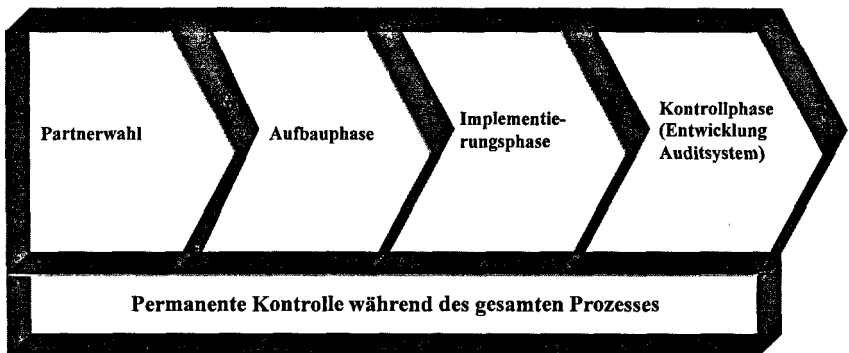 Partnerwahl
Aufbauphase
Implementie-
rungsphase
Kontrollphase
(Entwicklung
Auditsystem)
Permanente Kontrolle während des gesamten Prozesses